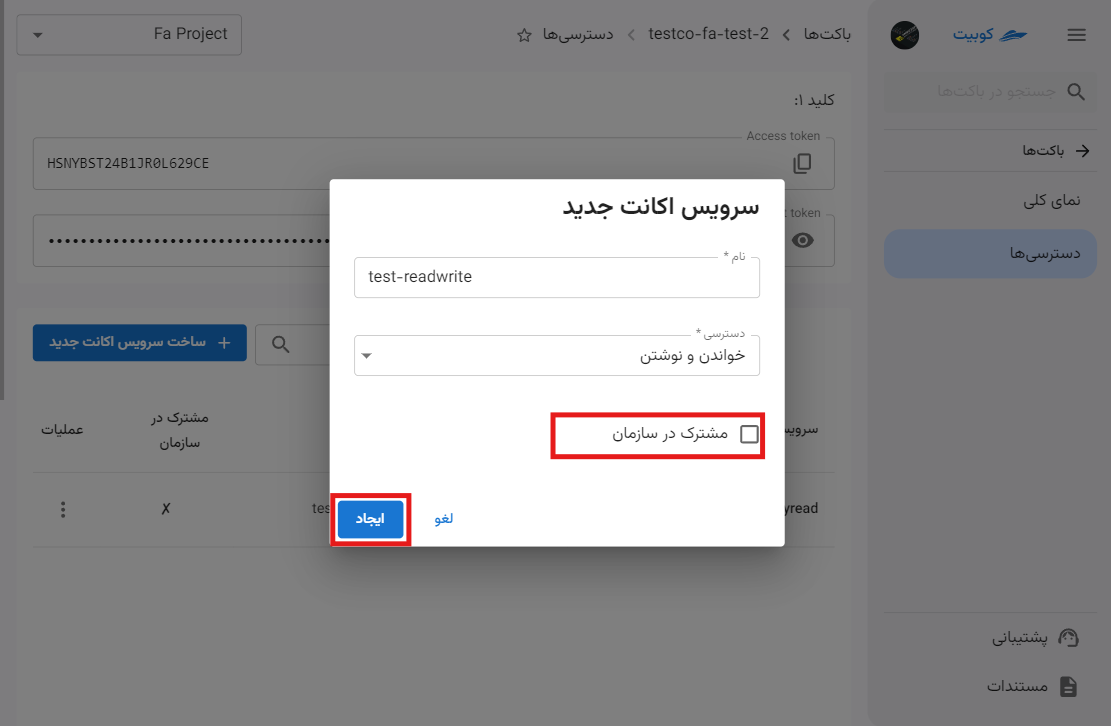 کوبیت
باکت‌ها
testco-fa-test-2
دسترسی‌ها
Fa Project
جستجو در باکت‌ها
باکت‌ها
نمای کلی
دسترسی‌ها
پشتیبانی
مستندات
کلید ۱:
Access token
HSNYBST24B1JR0L629CE
t token
••••••••••••••••••••••••••••••••••••
ساخت سرویس اکانت جدید
سرویس
مشترک در
سازمان
عملیات
yread
tes
✗
سرویس اکانت جدید
نام *
test-readwrite
دسترسی *
خواندن و نوشتن
مشترک در سازمان
لغو
ایجاد